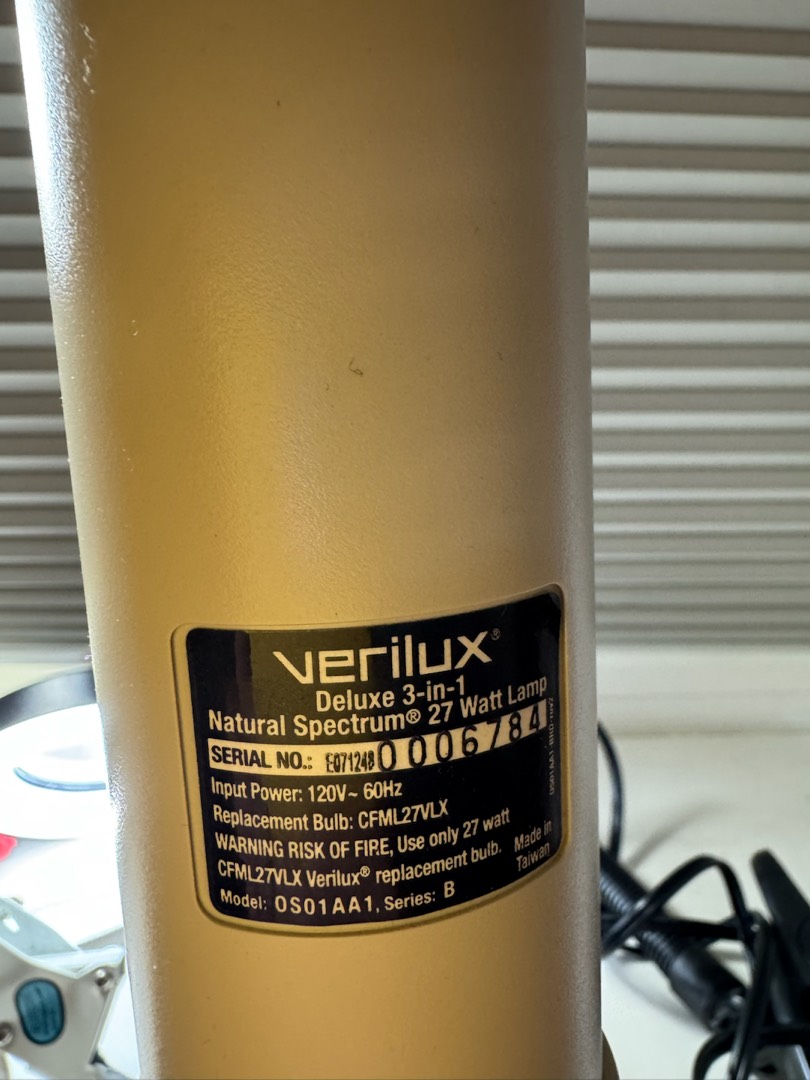 verilux®
Deluxe 3-in-1
Natural Spectrum® 27 Watt Lamp
SERIAL NO.: E071248 0006784
Input Power: 120V~ 60Hz
Replacement Bulb: CFML27VLX
WARNING RISK OF FIRE, Use only 27 watt
CFML27VLX Verilux® replacement bulb.
Model: OS01AA1, Series: B
Made in
Taiwan